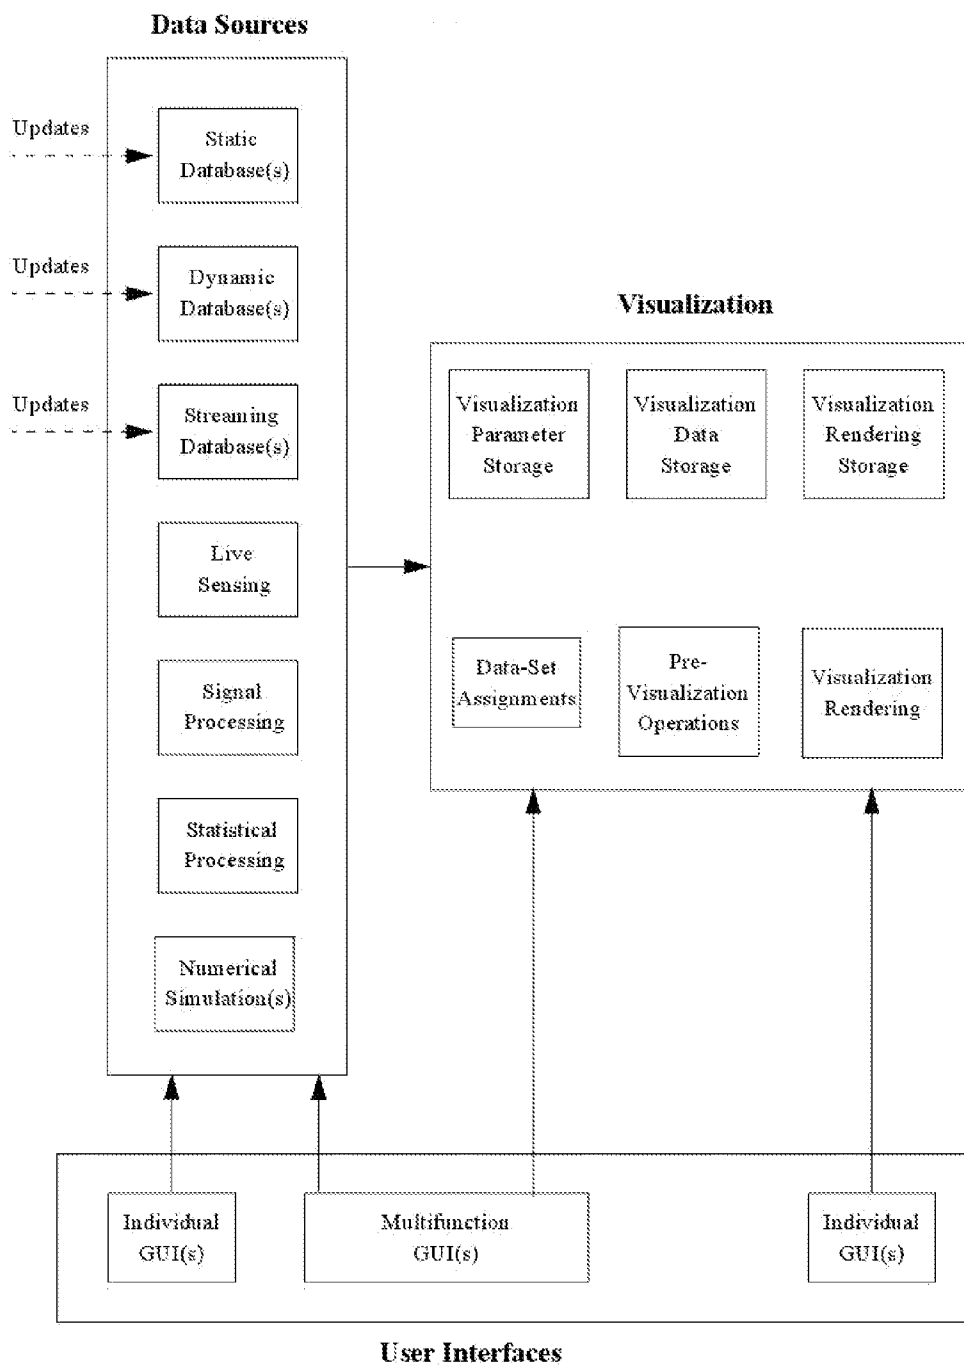 Data Sources
Updates
Static
Database(s)
Updates
Dynamic
Database(s)
Updates
Streaming
Database(s)
Live
Sensing
Signal
Processing
Statistical
Processing
Numerical
Simulation(s)
Visualization
Visualization
Parameter
Storage
Visualization
Data
Storage
Visualization
Rendering
Storage
Data-Set
Assignments
Pre-
Visualization
Operations
Visualization
Rendering
Individual
GUI(s)
Multifunction
GUI(s)
Individual
GUI(s)
User Interfaces